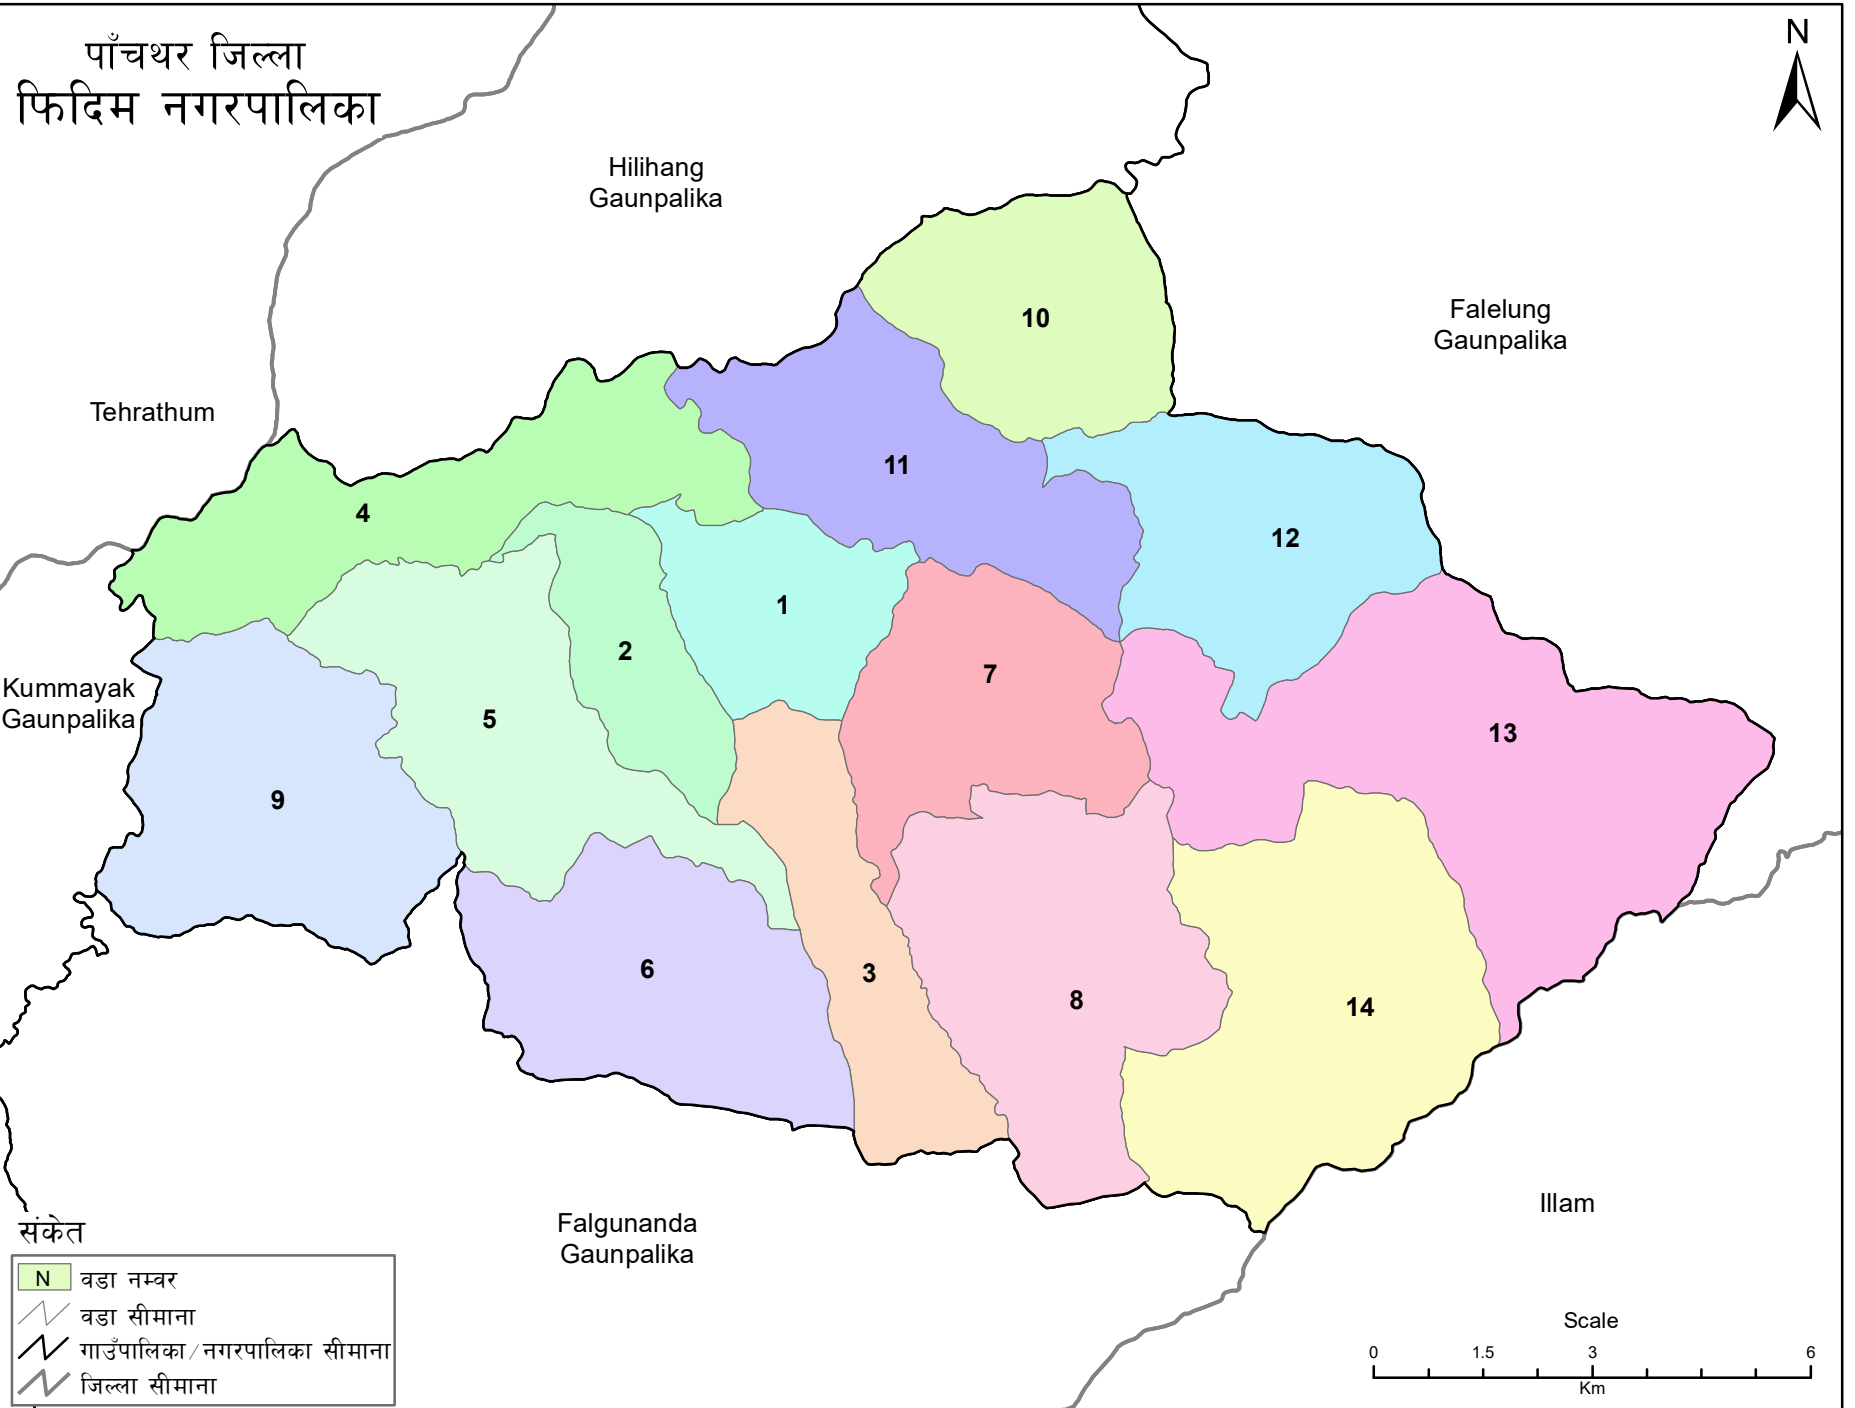 पाँचथर जिल्ला
फिदिम नगरपालिका
N
Hilihang
Gaunpalika
10
Falelung
Gaunpalika
Tehrathum
11
4
12
1
2
7
Kummayak
Gaunpalika
5
13
9
6
3
8
14
Illam
Falgunanda
Gaunpalika
संकेत
N वडा नम्वर
वडा सीमाना
गाउँपालिका/नगरपालिका सीमाना
जिल्ला सीमाना
Scale
0 1.5 3 6
Km